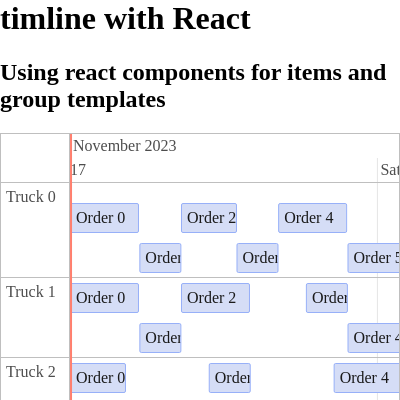 timline with React
Using react components for items and
group templates
November 2023
17 Sat
Truck 0
Order 0 Order 2 Order 4
Order Order Order 5
Truck 1
Order 0 Order 2 Order
Order Order 4
Truck 2
Order 0 Order Order 4